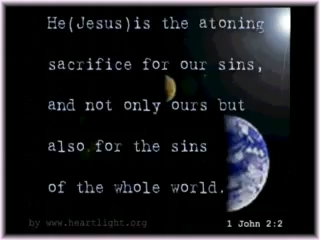 He(Jesus)is the atoning
sacrifice for our sins,
and not only ours but
also for the sins
of the whole world.
by www.heartlight.org
1 John 2:2